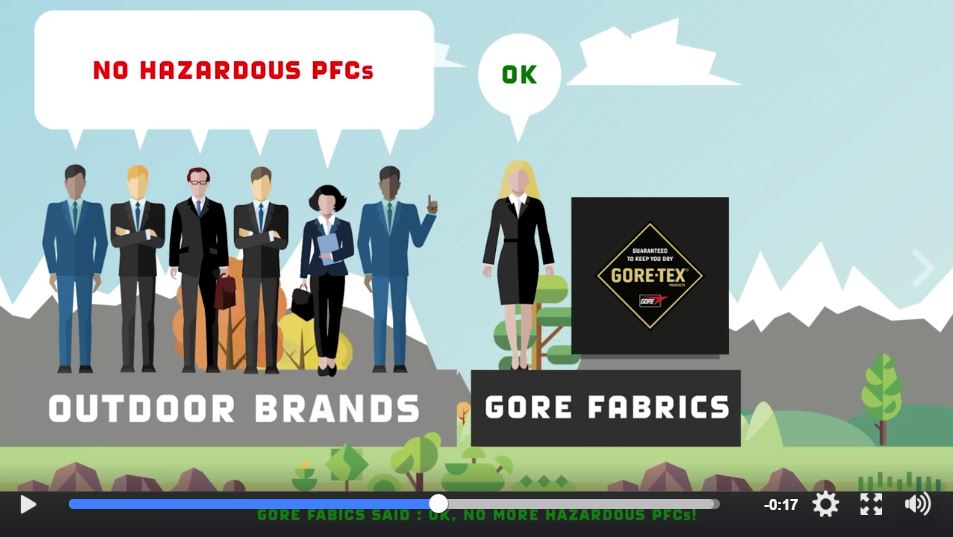 NO HAZARDOUS PFCs
OK
GUARANTEED
TO KEEP YOU DRY
GORE-TEX®
PRODUCTS
GORE
OUTDOOR BRANDS
GORE FABRICS
-0:17
GORE FABICS SAID : OK, NO MORE HAZARDOUS PFCs!